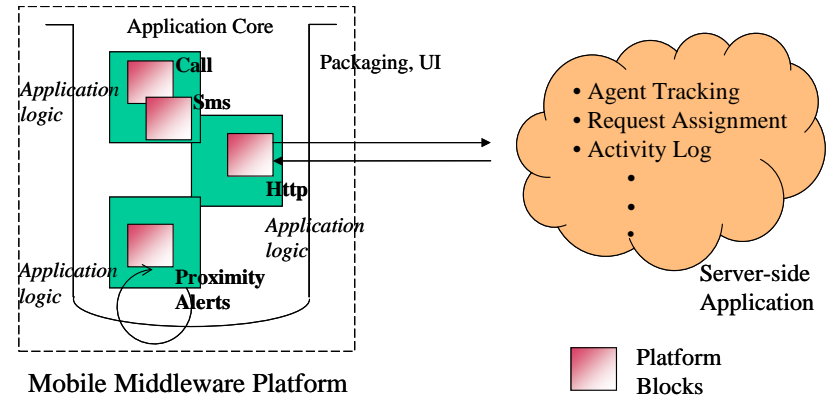 Application Core
Call
Packaging, UI
Application
logic
Sms
• Agent Tracking
• Request Assignment
• Activity Log
•
•
•
Http
Application
logic
Application
logic
Proximity
Alerts
Server-side
Application
Mobile Middleware Platform
Platform
Blocks